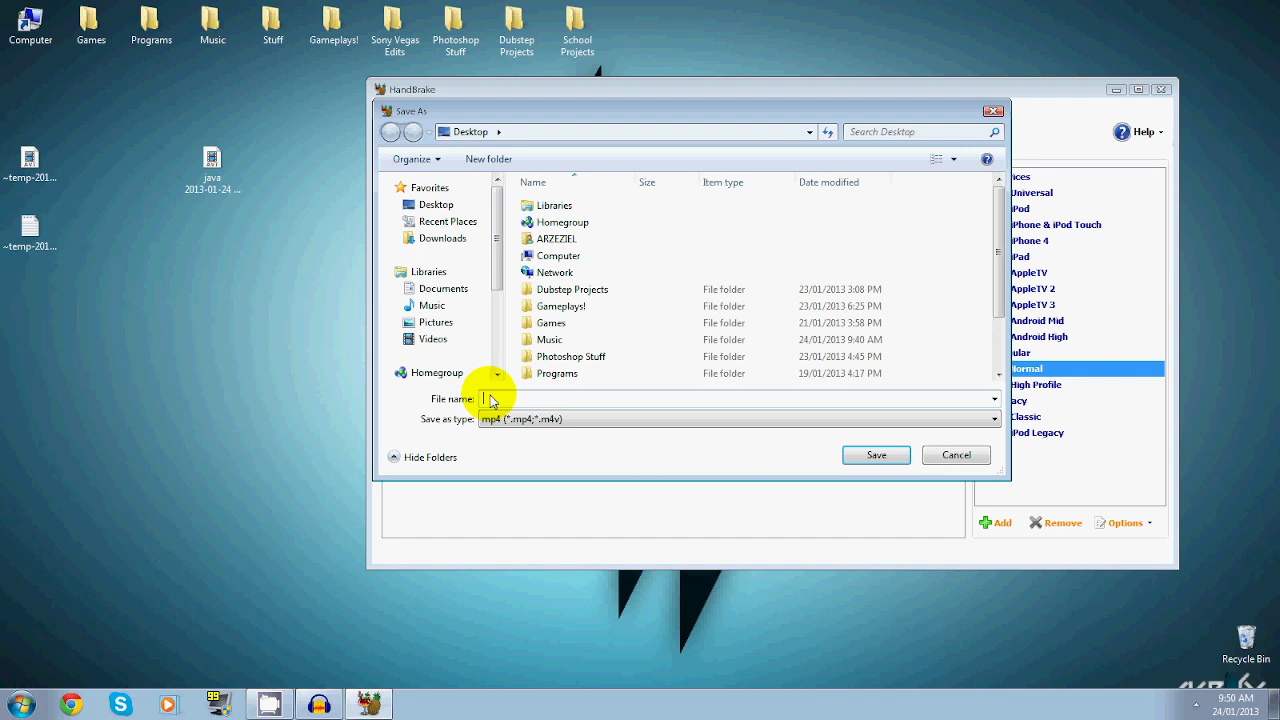 Computer
Games
Programs
Music
Stuff
Gameplays!
Sony Vegas
Edits
Photoshop
Stuff
Dubstep
Projects
School
Projects
~temp-201...
java
2013-01-24 ...
~temp-201...
HandBrake
Save As
Desktop
Search Desktop
Help
Organize
New folder
Name
Size
Item type
Date modified
Favorites
Desktop
Recent Places
Downloads
Libraries
Documents
Music
Pictures
Videos
Homegroup
Libraries
Homegroup
ARZEZIEL
Computer
Network
Dubstep Projects File folder 23/01/2013 3:08 PM
Gameplays! File folder 23/01/2013 6:25 PM
Games File folder 21/01/2013 3:58 PM
Music File folder 24/01/2013 9:40 AM
Photoshop Stuff File folder 23/01/2013 4:45 PM
Programs File folder 19/01/2013 4:17 PM
File name:
Save as type: mp4 (*.mp4;*.m4v)
Hide Folders
Save
Cancel
ices
Universal
iPod
iPhone & iPod Touch
iPhone 4
iPad
AppleTV
AppleTV 2
AppleTV 3
Android Mid
Android High
ular
Normal
High Profile
acy
Classic
iPod Legacy
Add
Remove
Options
Recycle Bin
99
9:50 AM
24/01/2013